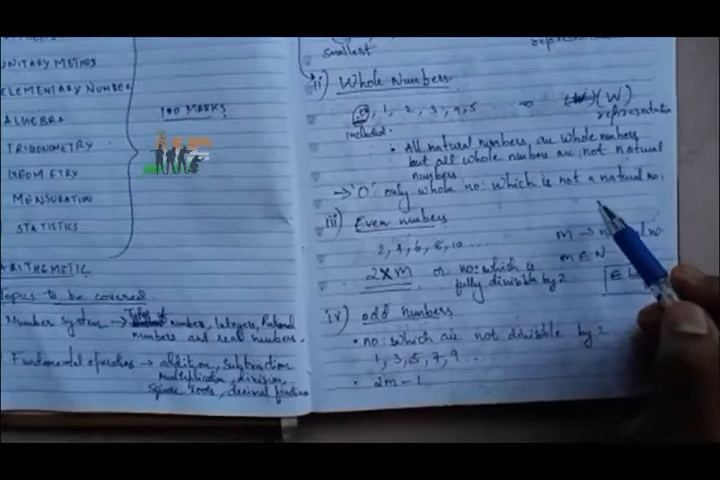 UNITARY METHOD
ELEMENTARY NUMBER
ALGEBRA
TRIGONOMETRY
GEOMETRY
MENSURATION
STATISTICS
100 MARKS
ARITHEMETIC
Topics to be covered
Number system → Types of numbers, Integers, Rational
numbers and real numbers.
Fundamental operation → addition, subtraction
multiplication, division,
Square roots, decimal fraction
smallest
ii) Whole Numbers
0, 1, 2, 3, 4, 5 ∞ (W)
included. representation
• All natural numbers are whole numbers
but all whole number are not natural
numbers
→ '0' only whole no: which is not a natural no.
iii) Even numbers
2, 4, 6, 8, 10 ...
2 × m or no: which is
fully divisible by 2
m → no
m ∈ N
iv) odd numbers
• no: which are not divisible by 2
1, 3, 5, 7, 9 ..
• 2m - 1